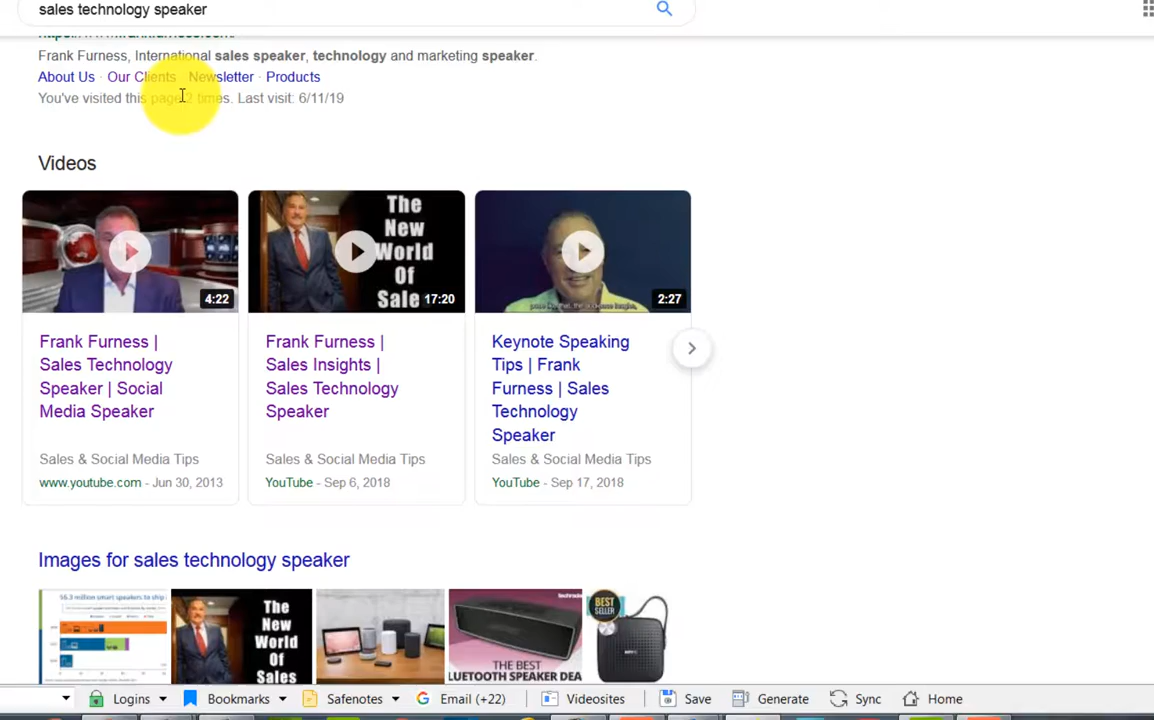 sales technology speaker
Frank Furness, International sales speaker, technology and marketing speaker.
About Us · Our Clients · Newsletter · Products
You've visited this page 2 times. Last visit: 6/11/19
Videos
4:22
The
New
World
Of
Sale
17:20
2:27
Frank Furness |
Sales Technology
Speaker | Social
Media Speaker
Sales & Social Media Tips
www.youtube.com - Jun 30, 2013
Frank Furness |
Sales Insights |
Sales Technology
Speaker
Sales & Social Media Tips
YouTube - Sep 6, 2018
Keynote Speaking
Tips | Frank
Furness | Sales
Technology
Speaker
Sales & Social Media Tips
YouTube - Sep 17, 2018
Images for sales technology speaker
The
New
World
Of
Sales
THE BEST
LUETOOTH SPEAKER DEA
BEST
SELLER
Logins
Bookmarks
Safenotes
Email (+22)
Videosites
Save
Generate
Sync
Home